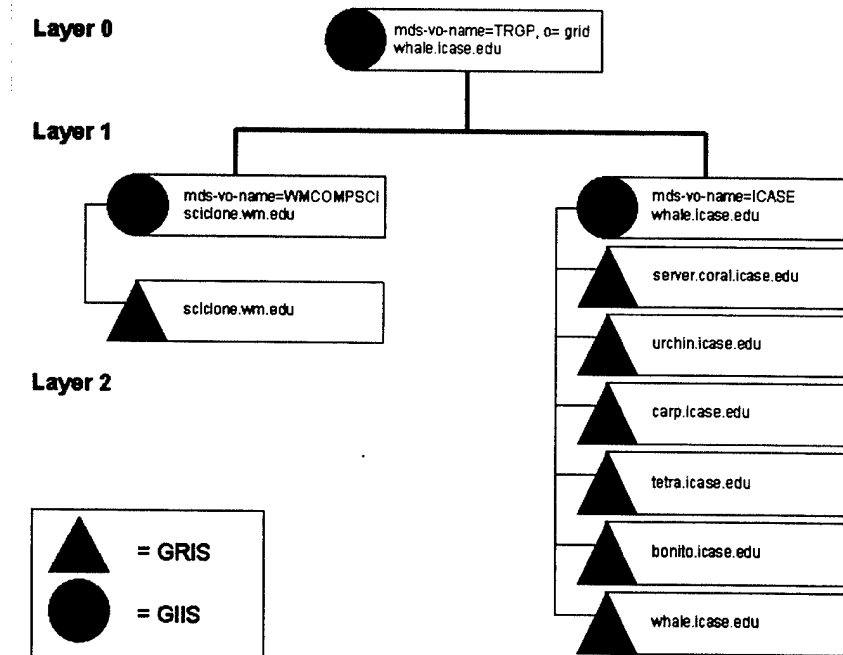 Layer 0
mds-vo-name=TRGP, o= grid
whale.icase.edu
Layer 1
mds-vo-name=WMCOMPSCI
sciclone.wm.edu
mds-vo-name=ICASE
whale.icase.edu
sciclone.wm.edu
server.coral.icase.edu
urchin.icase.edu
Layer 2
carp.icase.edu
tetra.icase.edu
bonito.icase.edu
whale.icase.edu
= GRIS
= GIIS